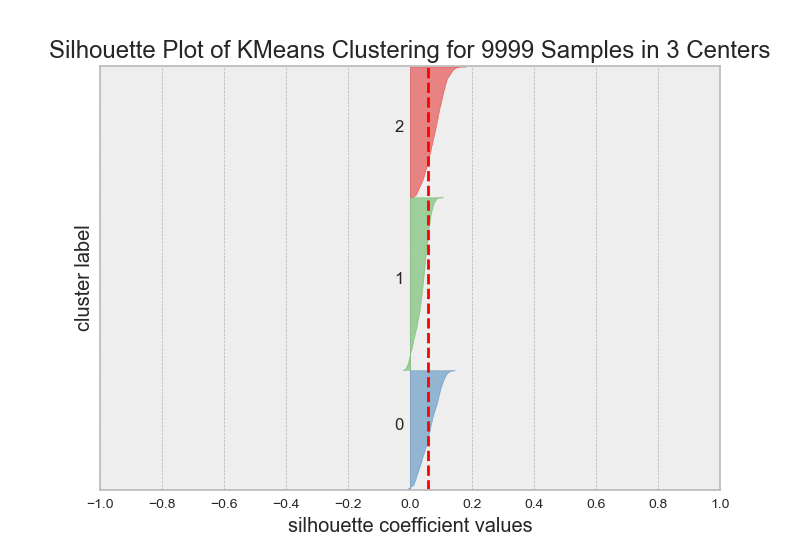 Silhouette Plot of KMeans Clustering for 9999 Samples in 3 Centers
2
1
0
cluster label
−1.0 −0.8 −0.6 −0.4 −0.2 0.0 0.2 0.4 0.6 0.8 1.0
silhouette coefficient values